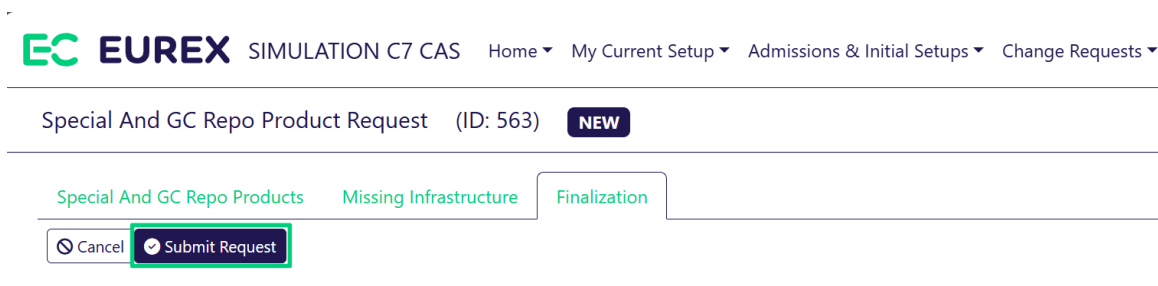 EC EUREX SIMULATION C7 CAS Home My Current Setup Admissions & Initial Setups Change Requests
Special And GC Repo Product Request (ID: 563) NEW
Special And GC Repo Products Missing Infrastructure Finalization
Cancel Submit Request